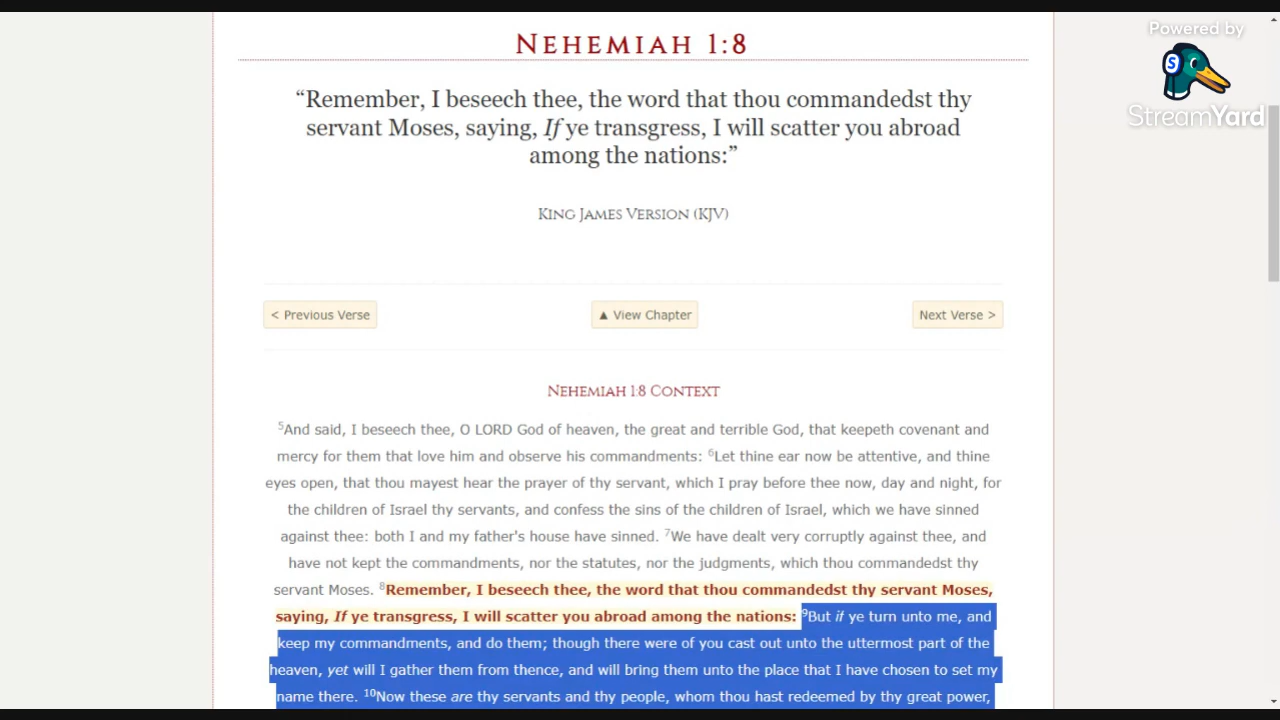 Powered by
StreamYard
NEHEMIAH 1:8
“Remember, I beseech thee, the word that thou commandedst thy
servant Moses, saying, If ye transgress, I will scatter you abroad
among the nations:”
KING JAMES VERSION (KJV)
< Previous Verse
▲ View Chapter
Next Verse >
NEHEMIAH 1:8 CONTEXT
5And said, I beseech thee, O LORD God of heaven, the great and terrible God, that keepeth covenant and
mercy for them that love him and observe his commandments: 6Let thine ear now be attentive, and thine
eyes open, that thou mayest hear the prayer of thy servant, which I pray before thee now, day and night, for
the children of Israel thy servants, and confess the sins of the children of Israel, which we have sinned
against thee: both I and my father's house have sinned. 7We have dealt very corruptly against thee, and
have not kept the commandments, nor the statutes, nor the judgments, which thou commandedst thy
servant Moses. 8Remember, I beseech thee, the word that thou commandedst thy servant Moses,
saying, If ye transgress, I will scatter you abroad among the nations: 9But if ye turn unto me, and
keep my commandments, and do them; though there were of you cast out unto the uttermost part of the
heaven, yet will I gather them from thence, and will bring them unto the place that I have chosen to set my
name there. 10Now these are thy servants and thy people, whom thou hast redeemed by thy great power,